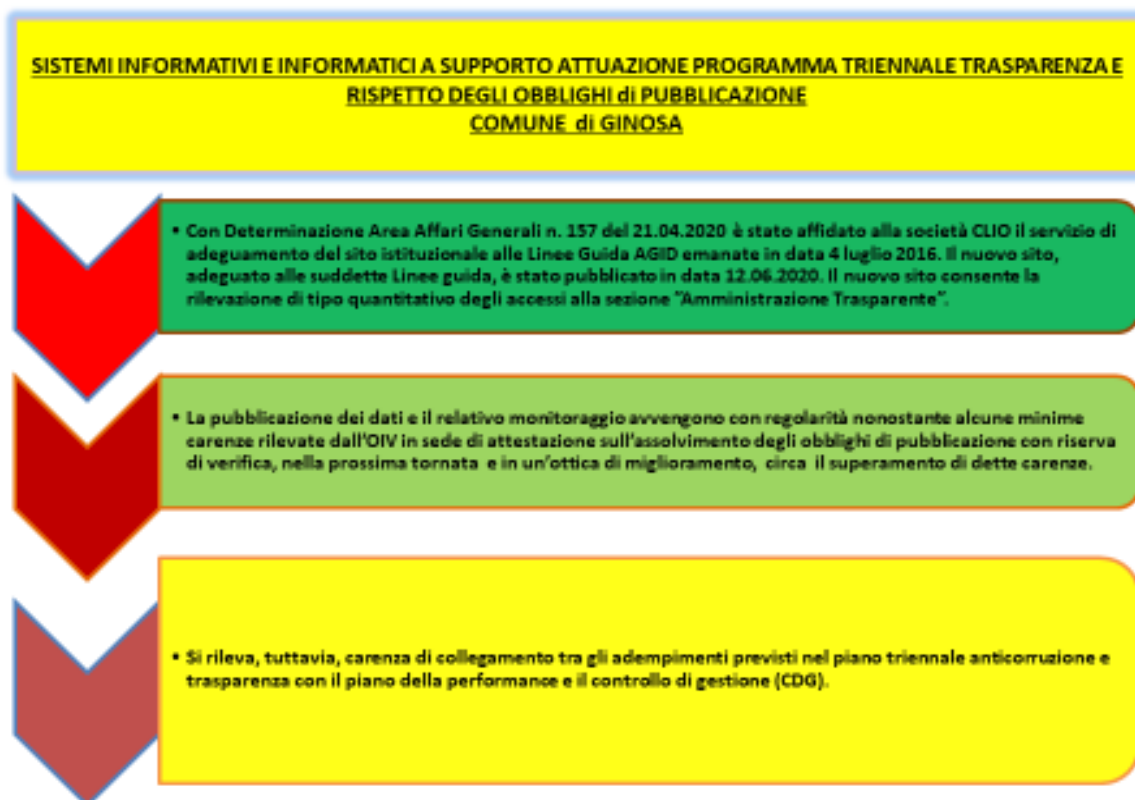 SISTEMI INFORMATIVI E INFORMATICI A SUPPORTO ATTUAZIONE PROGRAMMA TRIENNALE TRASPARENZA E
RISPETTO DEGLI OBBLIGHI di PUBBLICAZIONE
COMUNE di GINOSA
• Con Determinazione Area Affari Generali n. 157 del 21.04.2020 è stato affidato alla società CLIO il servizio di
adeguamento del sito istituzionale alle Linee Guida AGID emanate in data 4 luglio 2016. Il nuovo sito,
adeguato alle suddette Linee guida, è stato pubblicato in data 12.06.2020. Il nuovo sito consente la
rilevazione di tipo quantitativo degli accessi alla sezione "Amministrazione Trasparente".
• La pubblicazione dei dati e il relativo monitoraggio avvengono con regolarità nonostante alcune minime
carenze rilevate dall'OIV in sede di attestazione sull'assolvimento degli obblighi di pubblicazione con riserva
di verifica, nella prossima tornata e in un'ottica di miglioramento, circa il superamento di dette carenze.
• Si rileva, tuttavia, carenza di collegamento tra gli adempimenti previsti nel piano triennale anticorruzione e
trasparenza con il piano della performance e il controllo di gestione (CDG).